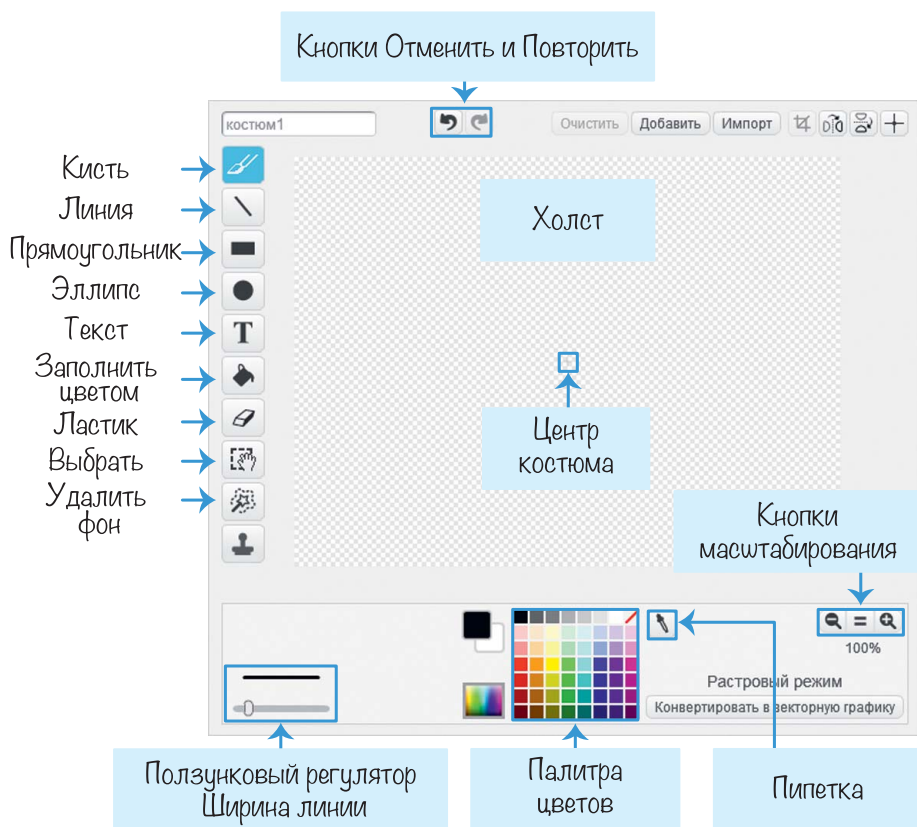 Кнопки Отменить и Повторить
костюм1
Очистить Добавить Импорт
Кисть
Линия
Прямоугольник
Эллипс
Текст
Заполнить
цветом
Ластик
Выбрать
Удалить
фон
Холст
Центр
костюма
Кнопки
масштабирования
100%
Растровый режим
Конвертировать в векторную графику
Ползунковый регулятор
Ширина линии
Палитра
цветов
Пипетка